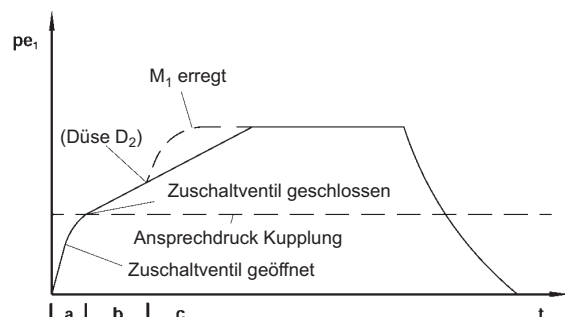 pe₁
M₁ erregt
(Düse D₂)
Zuschaltventil geschlossen
Ansprechdruck Kupplung
Zuschaltventil geöffnet
a b c t